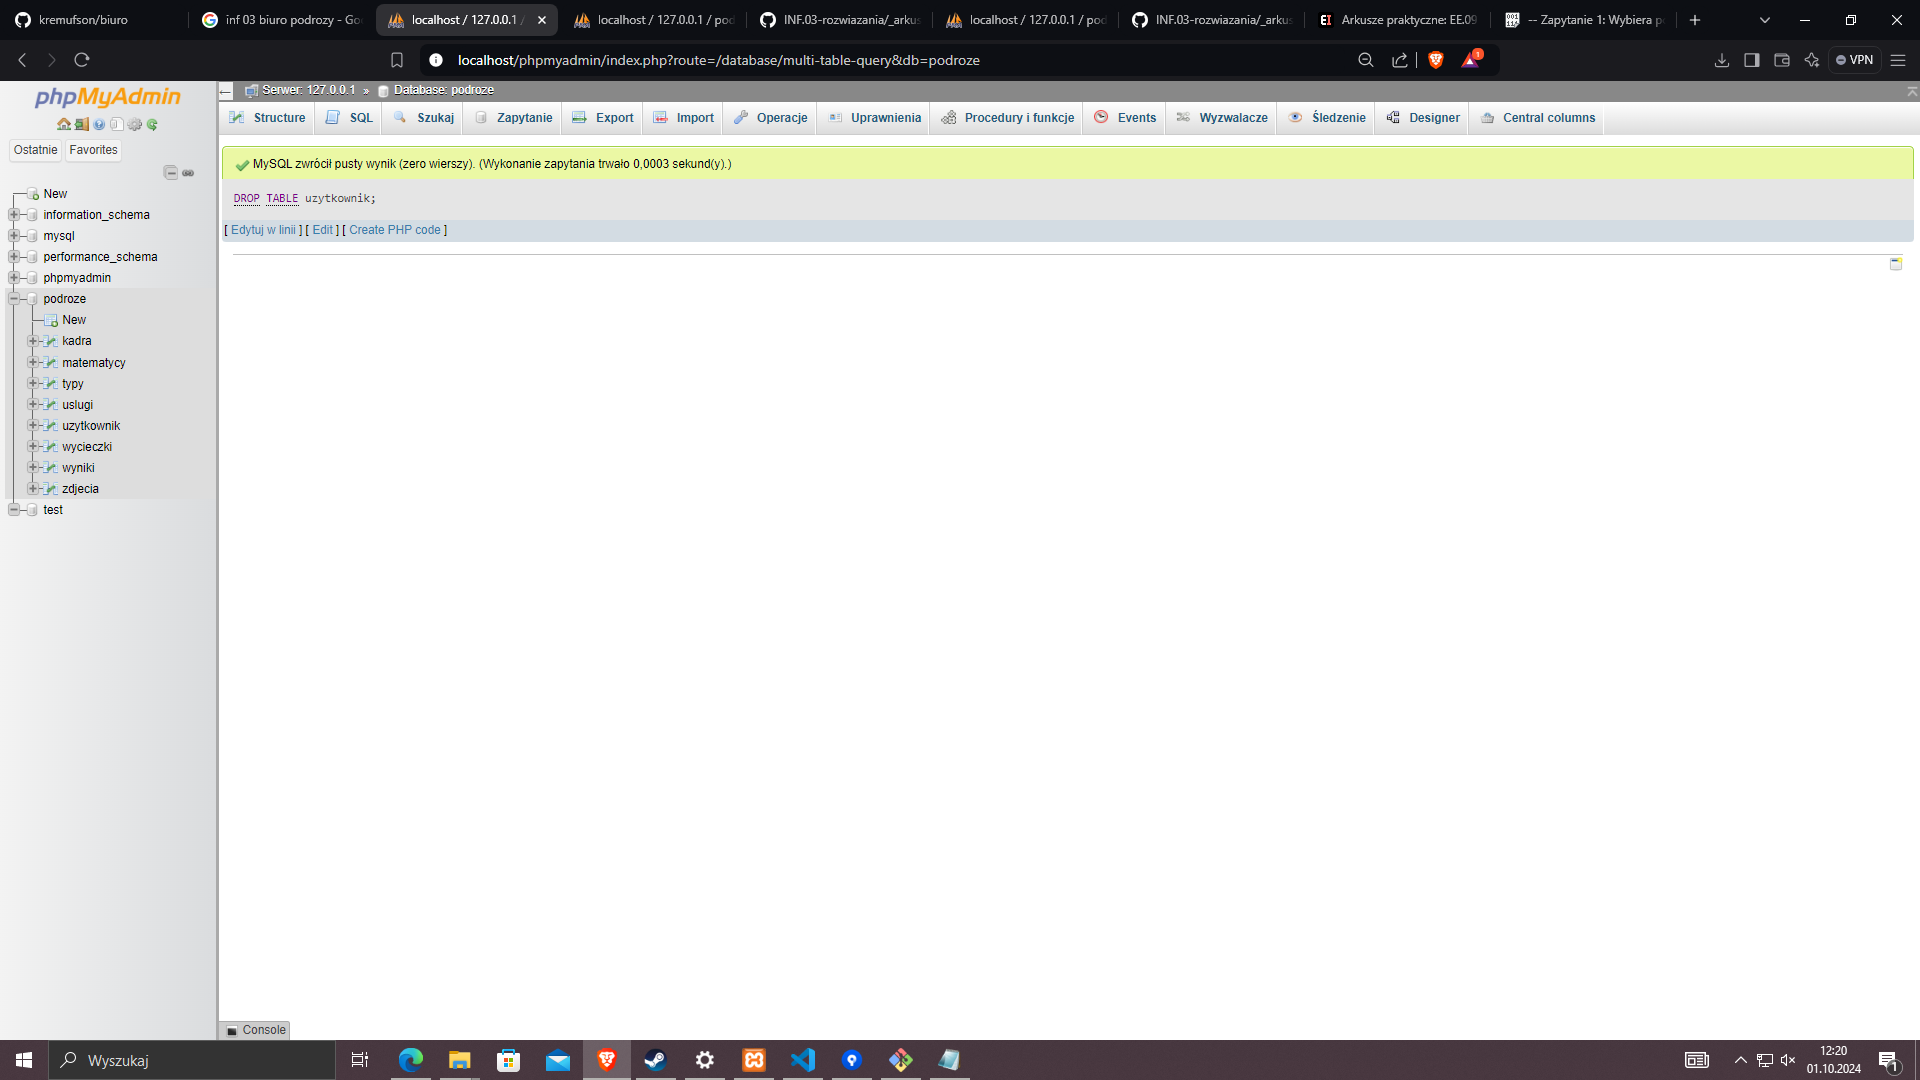 kremufson/biuro
inf 03 biuro podrozy - Go
localhost / 127.0.0.1 /
localhost / 127.0.0.1 / pod
INF.03-rozwiazania/_arkus
localhost / 127.0.0.1 / pod
INF.03-rozwiazania/_arkus
Arkusze praktyczne: EE.09
-- Zapytanie 1: Wybiera p
localhost/phpmyadmin/index.php?route=/database/multi-table-query&db=podroze
1
VPN
phpMyAdmin
Ostatnie
Favorites
New
information_schema
mysql
performance_schema
phpmyadmin
podroze
New
kadra
matematycy
typy
uslugi
uzytkownik
wycieczki
wyniki
zdjecia
test
Serwer: 127.0.0.1 » Database: podroze
Structure
SQL
Szukaj
Zapytanie
Export
Import
Operacje
Uprawnienia
Procedury i funkcje
Events
Wyzwalacze
Śledzenie
Designer
Central columns
MySQL zwrócił pusty wynik (zero wierszy). (Wykonanie zapytania trwało 0,0003 sekund(y).)
DROP TABLE uzytkownik;
[ Edytuj w linii ] [ Edit ] [ Create PHP code ]
Console
Wyszukaj
12:20
01.10.2024
1